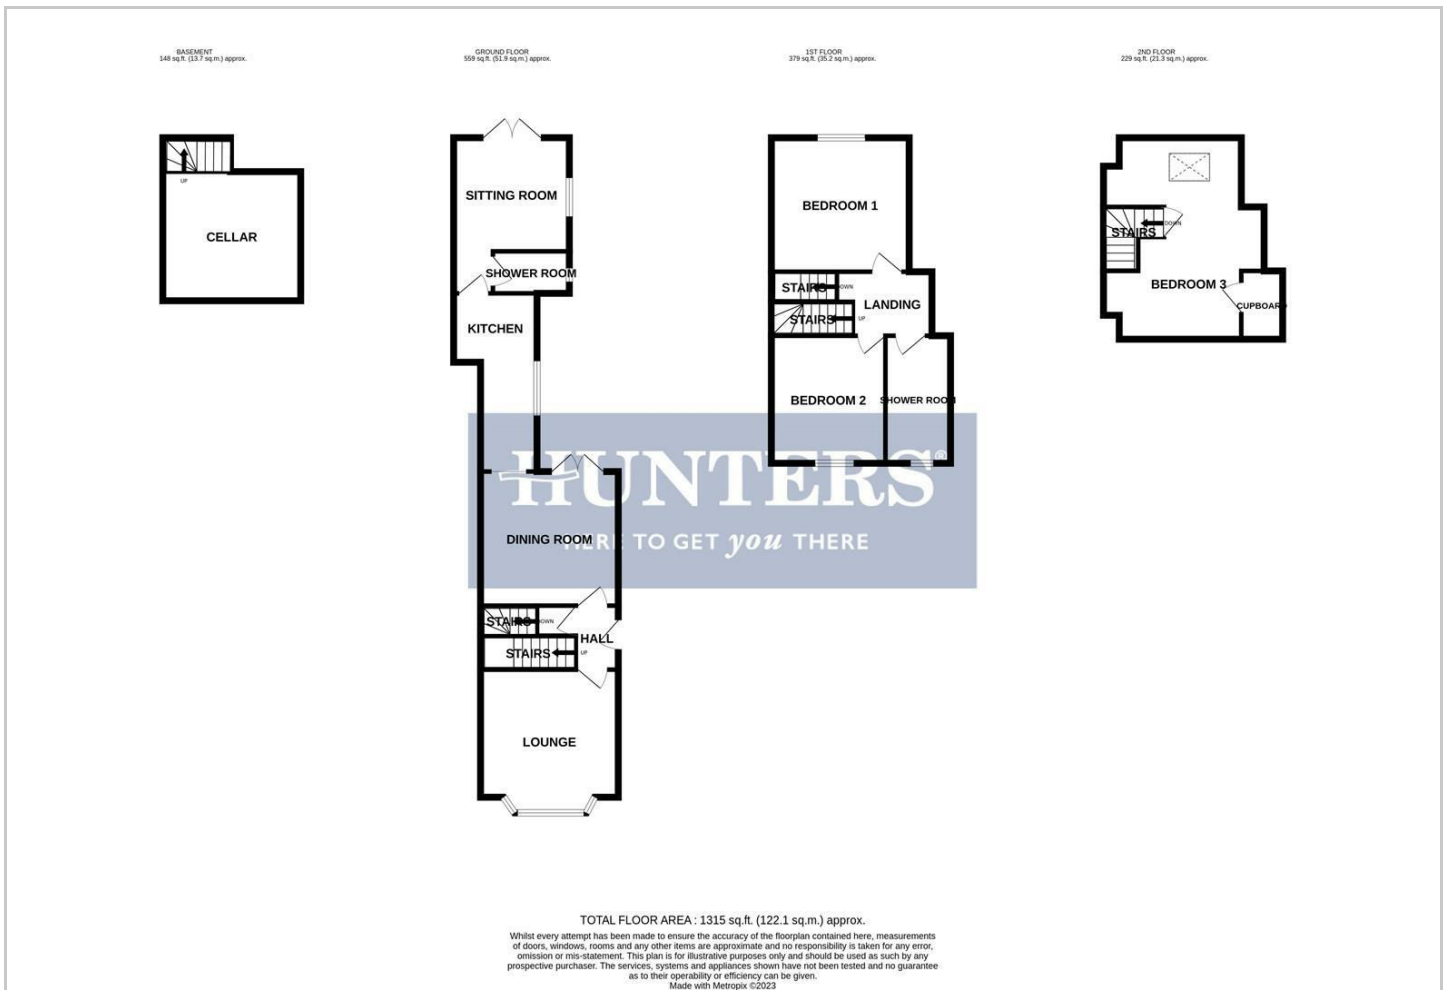 BASEMENT
148 sq.ft. (13.7 sq.m.) approx.
GROUND FLOOR
559 sq.ft. (51.9 sq.m.) approx.
1ST FLOOR
379 sq.ft. (35.2 sq.m.) approx.
2ND FLOOR
229 sq.ft. (21.3 sq.m.) approx.
UP
CELLAR
SITTING ROOM
SHOWER ROOM
KITCHEN
DINING ROOM
STAIRS
DOWN
HALL
STAIRS
UP
LOUNGE
BEDROOM 1
STAIRS
DOWN
LANDING
STAIRS
UP
BEDROOM 2
SHOWER ROOM
STAIRS
DOWN
BEDROOM 3
CUPBOARD
HUNTERS®
HERE TO GET you THERE
TOTAL FLOOR AREA : 1315 sq.ft. (122.1 sq.m.) approx.
Whilst every attempt has been made to ensure the accuracy of the floorplan contained here, measurements
of doors, windows, rooms and any other items are approximate and no responsibility is taken for any error,
omission or mis-statement. This plan is for illustrative purposes only and should be used as such by any
prospective purchaser. The services, systems and appliances shown have not been tested and no guarantee
as to their operability or efficiency can be given.
Made with Metropix ©2023